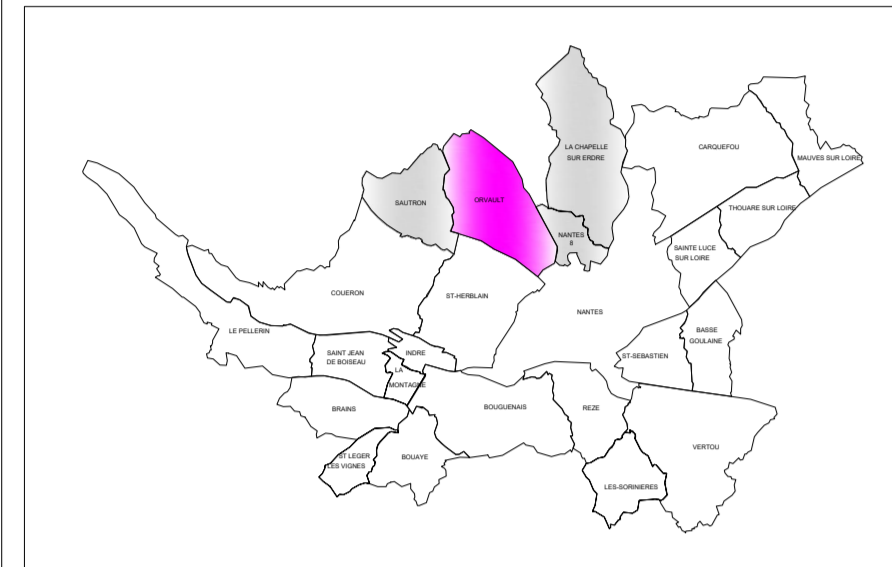 LA CHAPELLE
SUR ERDRE
CARQUEFOU
MAUVES SUR LOIRE
SAUTRON
ORVAULT
THOUARE SUR LOIRE
NANTES
8
SAINTE LUCE
SUR LOIRE
COUERON
ST-HERBLAIN
NANTES
LE PELLERIN
BASSE
GOULAINE
SAINT JEAN
DE BOISEAU
INDRE
ST-SEBASTIEN
LA
MONTAGNE
BRAINS
BOUGUENAIS
REZE
VERTOU
ST LEGER
LES VIGNES
BOUAYE
LES-SORINIERES